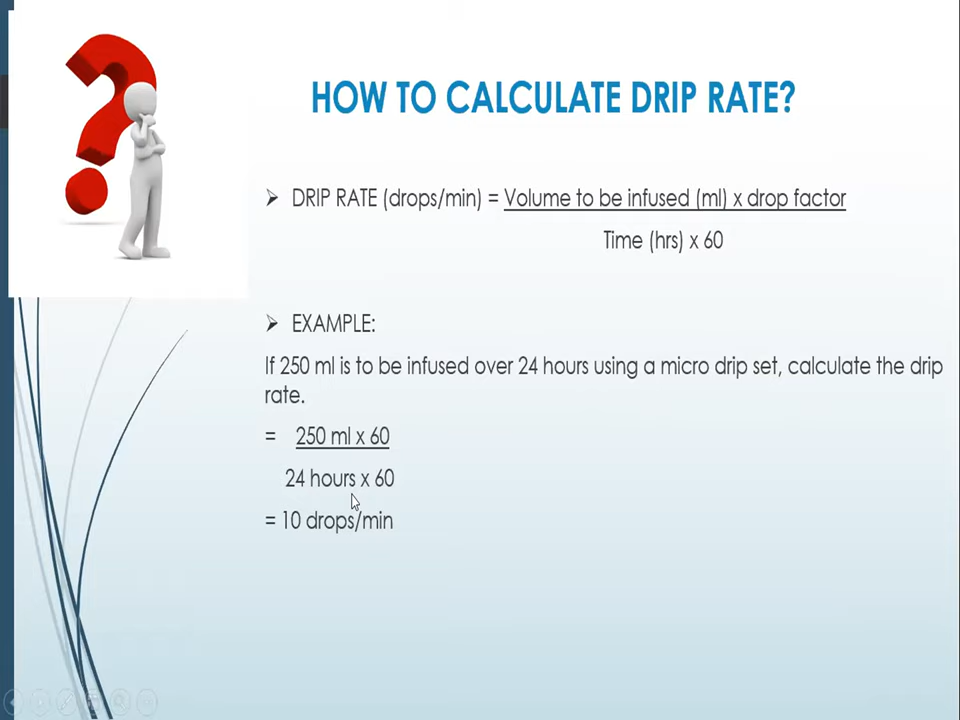 HOW TO CALCULATE DRIP RATE?
➢ DRIP RATE (drops/min) = Volume to be infused (ml) x drop factor
Time (hrs) x 60
➢ EXAMPLE:
If 250 ml is to be infused over 24 hours using a micro drip set, calculate the drip
rate.
= 250 ml x 60
24 hours x 60
= 10 drops/min